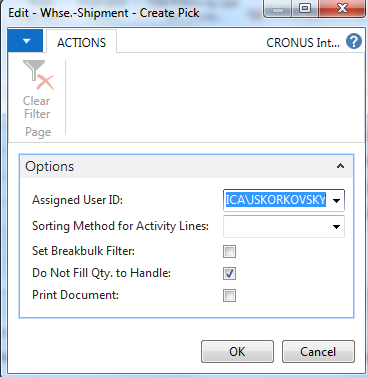 Edit - Whse.-Shipment - Create Pick
ACTIONS
CRONUS Int...
Clear
Filter
Page
Options
Assigned User ID:
ICA\USKORKOVSKY
Sorting Method for Activity Lines:
Set Breakbulk Filter:
Do Not Fill Qty. to Handle:
Print Document:
OK
Cancel